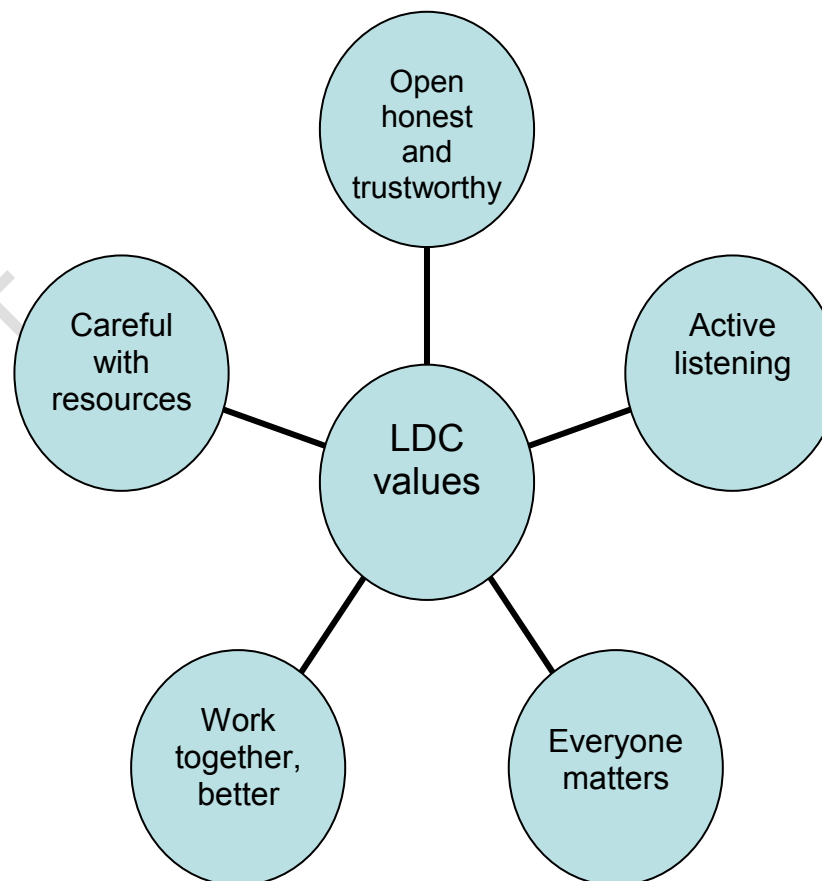 Open
honest
and
trustworthy
Careful
with
resources
Active
listening
LDC
values
Work
together,
better
Everyone
matters